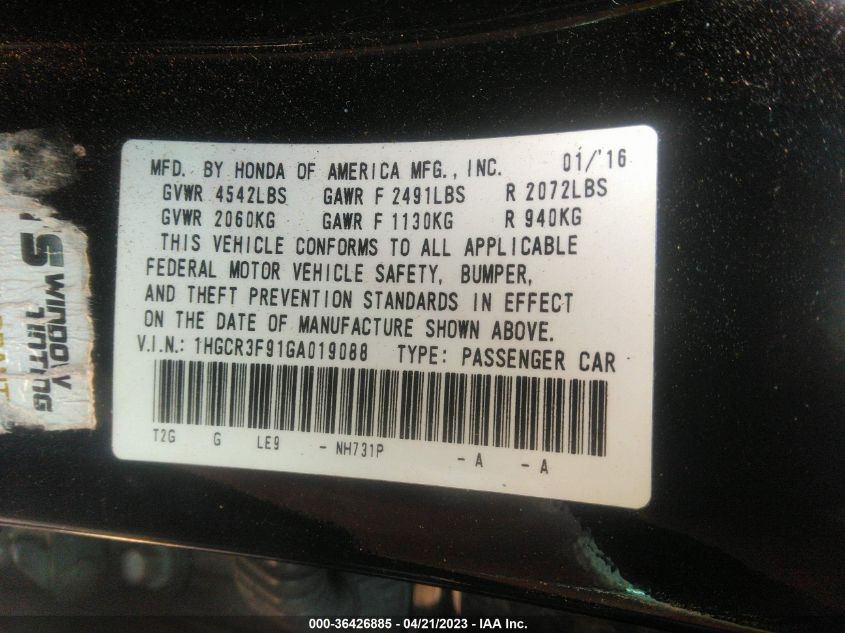 MFD. BY HONDA OF AMERICA MFG., INC. 01/'16
GVWR 4542LBS GAWR F 2491LBS R 2072LBS
GVWR 2060KG GAWR F 1130KG R 940KG
THIS VEHICLE CONFORMS TO ALL APPLICABLE
FEDERAL MOTOR VEHICLE SAFETY, BUMPER,
AND THEFT PREVENTION STANDARDS IN EFFECT
ON THE DATE OF MANUFACTURE SHOWN ABOVE.
V.I.N.: 1HGCR3F91GA019088 TYPE: PASSENGER CAR
T2G G LE9 - NH731P - A - A
WINDOW
TINTING
000-36426885 - 04/21/2023 - IAA Inc.